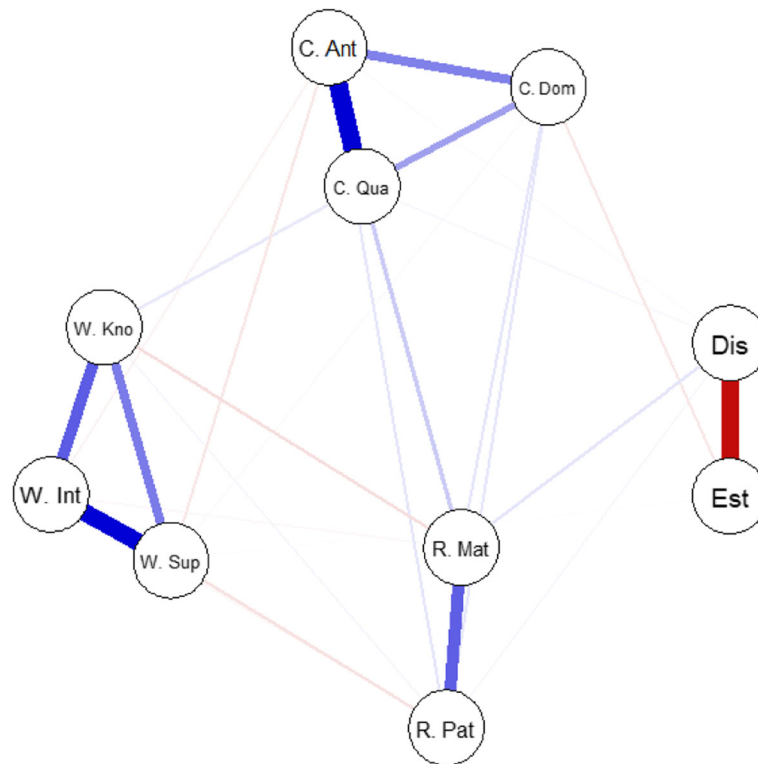 C. Ant
C. Dom
C. Qua
W. Kno
Dis
W. Int
Est
W. Sup
R. Mat
R. Pat